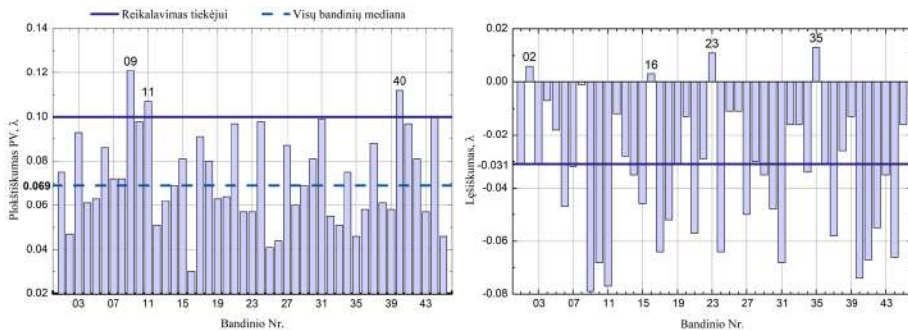 Reikalavimas tiekėjui
Visų bandinių mediana
Plokštiškumas PV, λ
0.14
0.12
0.10
0.08
0.069
0.06
0.04
0.02
09
11
40
03 07 11 15 19 23 27 31 35 39 43
Bandinio Nr.
Lęšiškumas, λ
0.02
0.00
-0.02
-0.031
-0.04
-0.06
-0.08
02
16
23
35
03 07 11 15 19 23 27 31 35 39 43
Bandinio Nr.